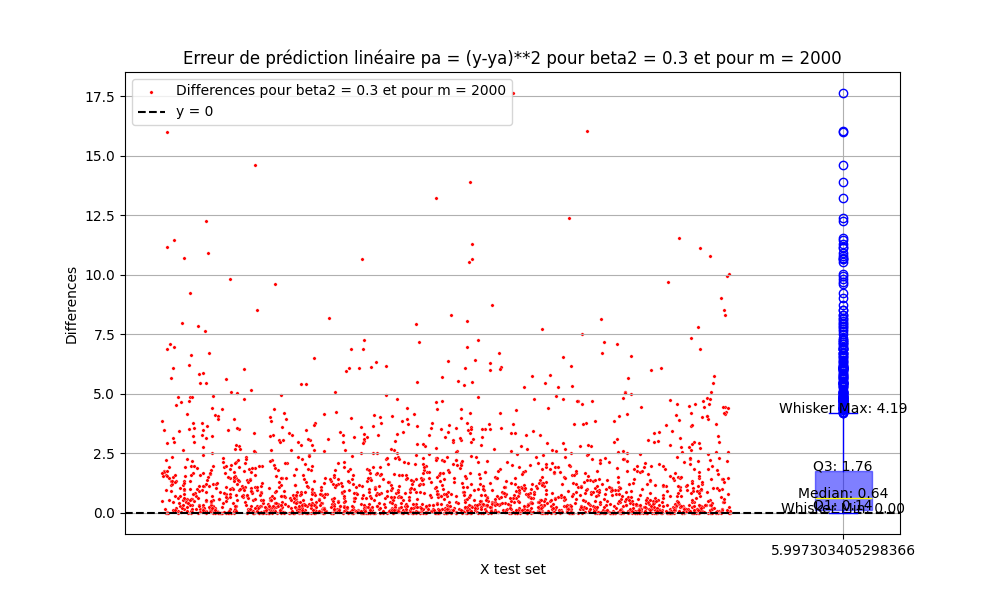 Erreur de prédiction linéaire pa = (y-ya)**2 pour beta2 = 0.3 et pour m = 2000
Differences pour beta2 = 0.3 et pour m = 2000
y = 0
Differences
17.5
15.0
12.5
10.0
7.5
5.0
2.5
0.0
Whisker Max: 4.19
Q3: 1.76
Median: 0.64
Q1: 0.14
Whisker Min: 0.00
5.997303405298366
X test set